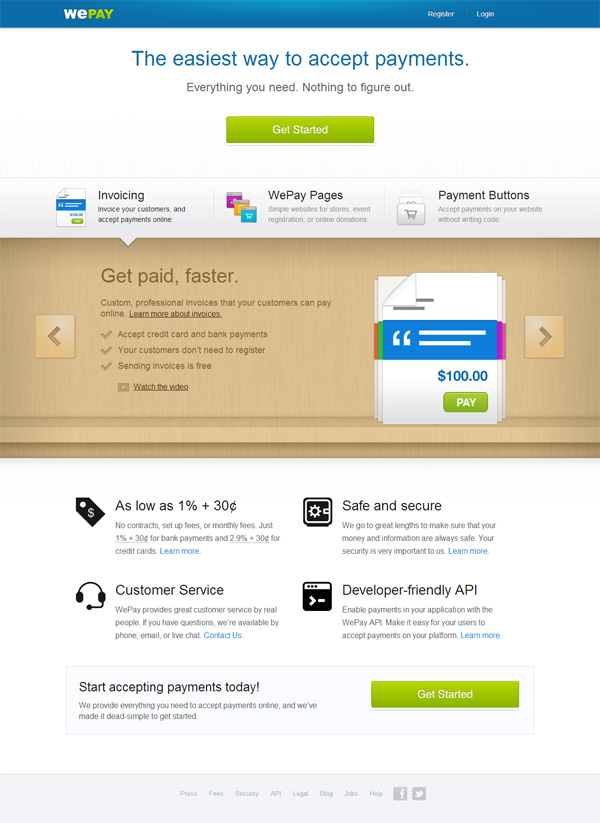 WePAY
Register
Login
The easiest way to accept payments.
Everything you need. Nothing to figure out.
Get Started
Invoicing
Invoice your customers, and
accept payments online.
$100.00
PAY
WePay Pages
Simple websites for stores, event
registration, or online donations.
Payment Buttons
Accept payments on your website
without writing code.
Get paid, faster.
Custom, professional invoices that your customers can pay
online. Learn more about invoices.
Accept credit card and bank payments
Your customers don't need to register
Sending invoices is free
Watch the video
$100.00
PAY
As low as 1% + 30¢
No contracts, set up fees, or monthly fees. Just
1% + 30¢ for bank payments and 2.9% + 30¢ for
credit cards. Learn more.
Safe and secure
We go to great lengths to make sure that your
money and information are always safe. Your
security is very important to us. Learn more.
Customer Service
WePay provides great customer service by real
people. If you have questions, we're available by
phone, email, or live chat. Contact Us.
Developer-friendly API
Enable payments in your application with the
WePay API. Make it easy for your users to
accept payments on your platform. Learn more.
Start accepting payments today!
We provide everything you need to accept payments online, and we've
made it dead-simple to get started.
Get Started
Press Fees Security API Legal Blog Jobs Help